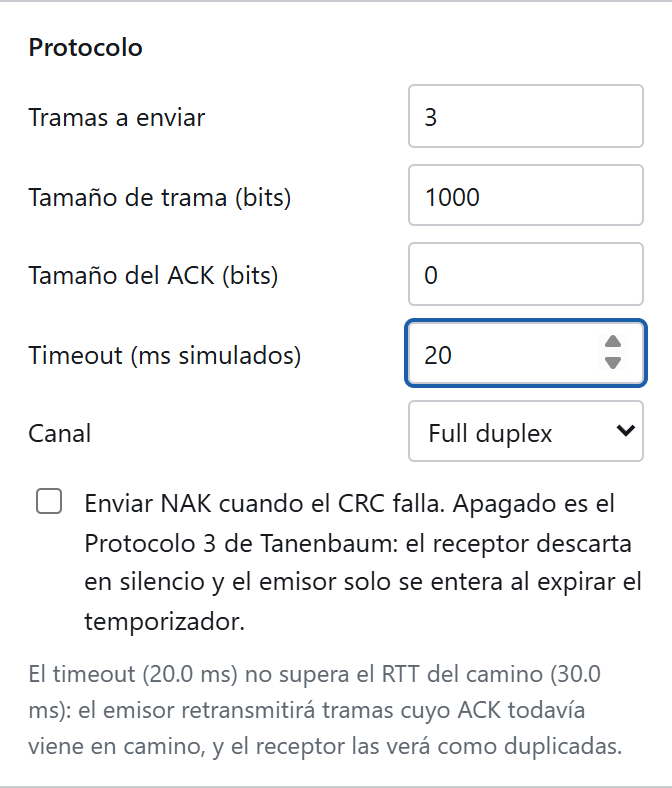 Protocolo
Tramas a enviar
3
Tamaño de trama (bits)
1000
Tamaño del ACK (bits)
0
Timeout (ms simulados)
20
Canal
Full duplex
Enviar NAK cuando el CRC falla. Apagado es el
Protocolo 3 de Tanenbaum: el receptor descarta
en silencio y el emisor solo se entera al expirar el
temporizador.
El timeout (20.0 ms) no supera el RTT del camino (30.0
ms): el emisor retransmitirá tramas cuyo ACK todavía
viene en camino, y el receptor las verá como duplicadas.